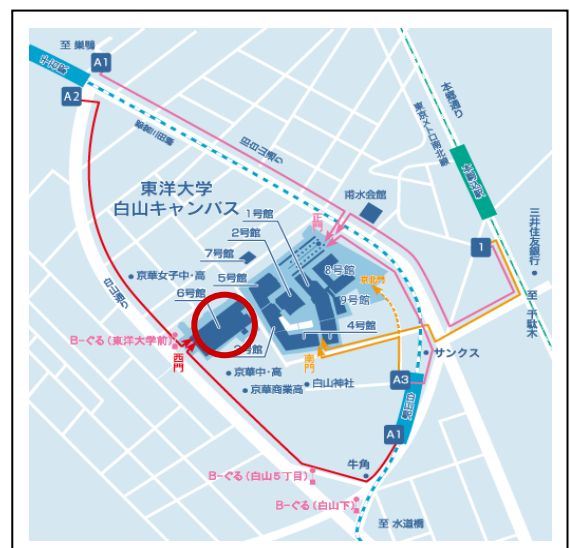 至 巣鴨
A1
A2
千石駅
旧白山通り
本郷通り
東京メトロ南北線
本駒込駅
三井住友銀行
至 千駄木
1
甫水会館
正門
東洋大学
白山キャンパス
1号館
2号館
7号館
5号館
6号館
8号館
9号館
4号館
3号館
京北門
南門
西門
京華女子中・高
白山通り
B-ぐる(東洋大学前)
京華中・高
京華商業高
白山神社
サンクス
A3
白山駅
A1
牛角
B-ぐる(白山5丁目)
B-ぐる(白山下)
至 水道橋